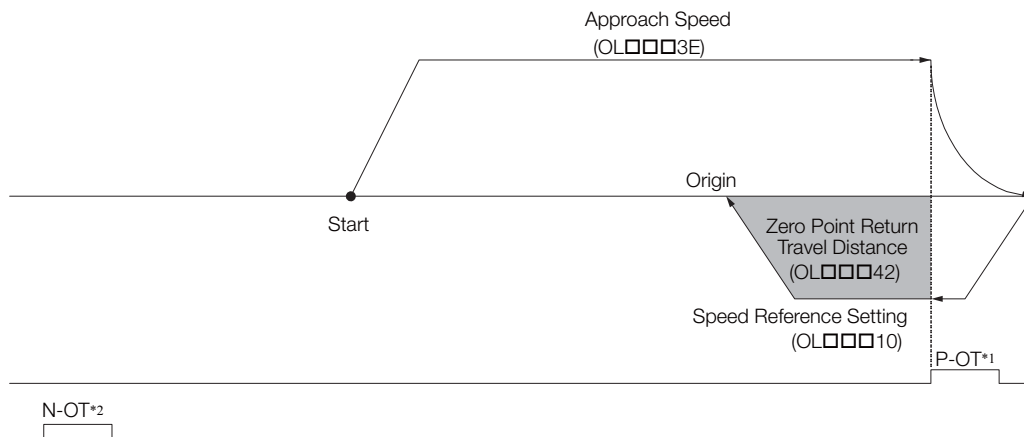 Approach Speed
(OL□□□3E)
Origin
Start
Zero Point Return
Travel Distance
(OL□□□42)
Speed Reference Setting
(OL□□□10)
P-OT*1
N-OT*2